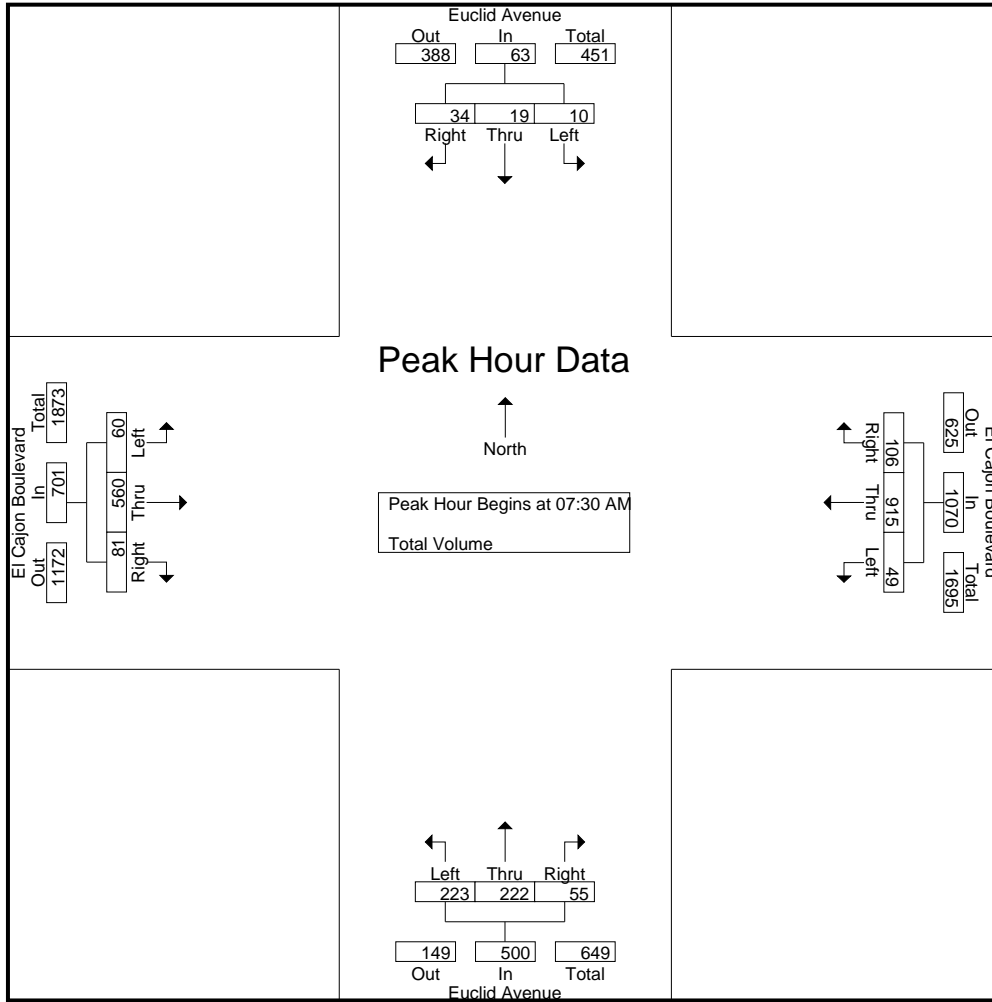 Euclid Avenue
Out In Total
388 63 451
34 19 10
Right Thru Left
Peak Hour Data
North
Peak Hour Begins at 07:30 AM
Total Volume
El Cajon Boulevard
Total In Out
1873 701 1172
60 560 81
Left Thru Right
Right Thru Left
106 915 49
Out In Total
625 1070 1695
El Cajon Boulevard
Left Thru Right
223 222 55
149 500 649
Out In Total
Euclid Avenue